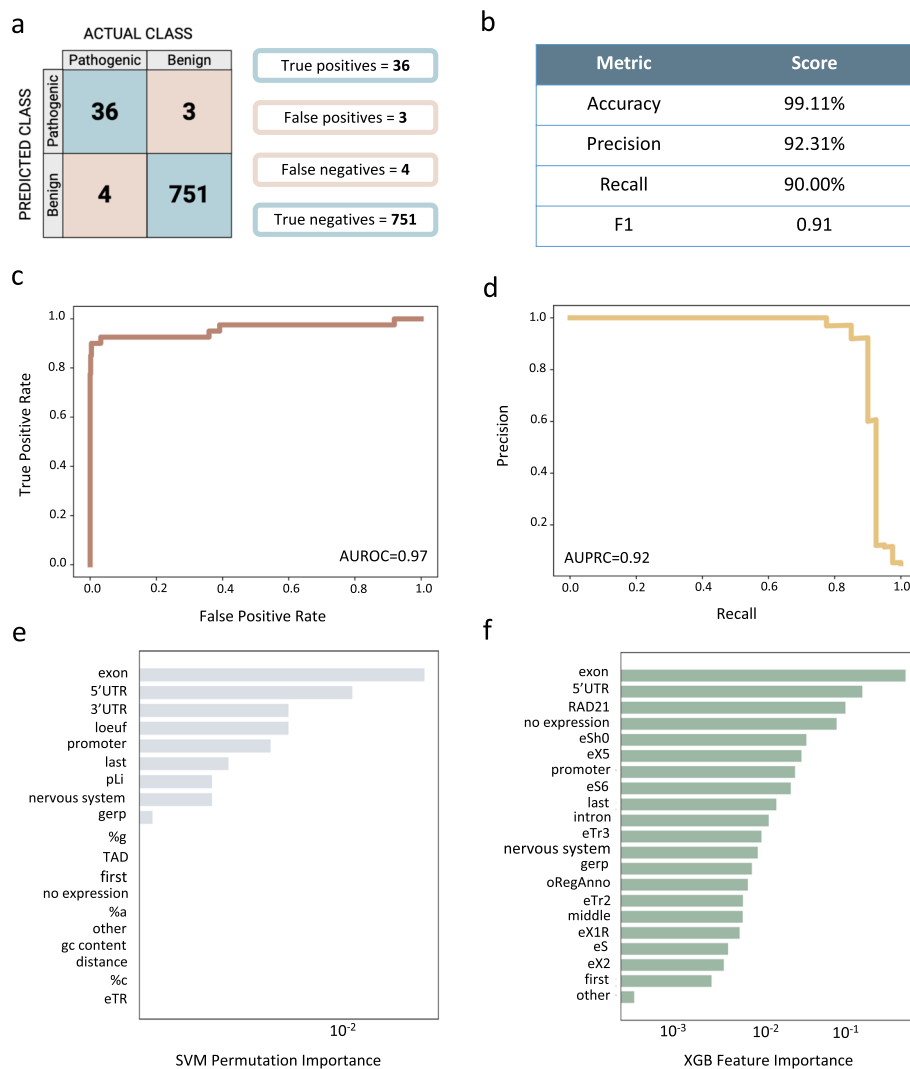 a
ACTUAL CLASS
Pathogenic Benign
PREDICTED CLASS
Pathogenic
Benign
36 3
4 751
True positives = 36
False positives = 3
False negatives = 4
True negatives = 751
b
Metric Score
Accuracy 99.11%
Precision 92.31%
Recall 90.00%
F1 0.91
c
True Positive Rate
1.0
0.8
0.6
0.4
0.2
0.0
AUROC=0.97
0.0 0.2 0.4 0.6 0.8 1.0
False Positive Rate
d
Precision
1.0
0.8
0.6
0.4
0.2
AUPRC=0.92
0.0 0.2 0.4 0.6 0.8 1.0
Recall
e
exon
5’UTR
3’UTR
loeuf
promoter
last
pLi
nervous system
gerp
%g
TAD
first
no expression
%a
other
gc content
distance
%c
eTR
10-2
SVM Permutation Importance
f
exon
5’UTR
RAD21
no expression
eSh0
eX5
promoter
eS6
last
intron
eTr3
nervous system
gerp
oRegAnno
eTr2
middle
eX1R
eS
eX2
first
other
10-3 10-2 10-1
XGB Feature Importance